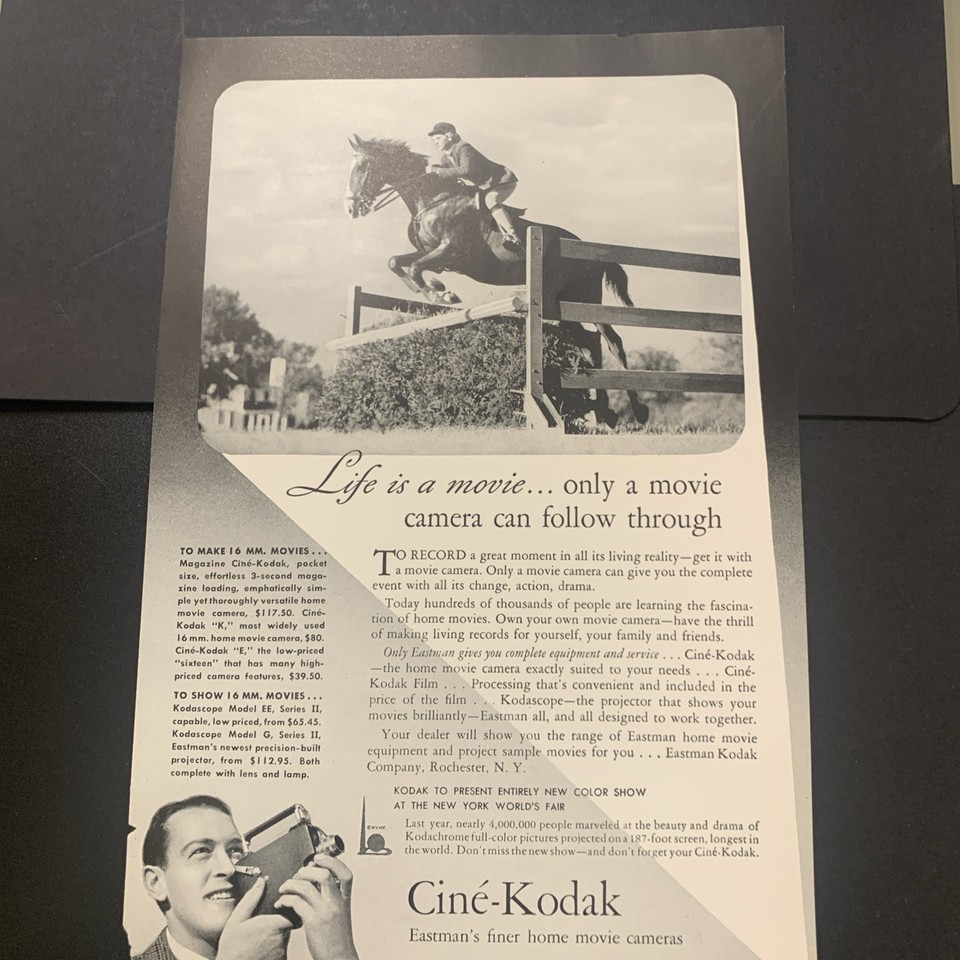 Life is a movie... only a movie
camera can follow through
TO MAKE 16 MM. MOVIES...
Magazine Ciné-Kodak, pocket
size, effortless 3-second maga-
zine loading, emphatically sim-
ple yet thoroughly versatile home
movie camera, $117.50. Ciné-
Kodak "K," most widely used
16 mm. home movie camera, $80.
Ciné-Kodak "E," the low-priced
"sixteen" that has many high-
priced camera features, $39.50.
TO SHOW 16 MM. MOVIES...
Kodascope Model EE, Series II,
capable, low priced, from $65.45.
Kodascope Model G, Series II,
Eastman's newest precision-built
projector, from $112.95. Both
complete with lens and lamp.
TO RECORD a great moment in all its living reality—get it with
a movie camera. Only a movie camera can give you the complete
event with all its change, action, drama.
Today hundreds of thousands of people are learning the fascina-
tion of home movies. Own your own movie camera—have the thrill
of making living records for yourself, your family and friends.
Only Eastman gives you complete equipment and service . . . Ciné-Kodak
—the home movie camera exactly suited to your needs . . . Ciné-
Kodak Film . . . Processing that's convenient and included in the
price of the film . . . Kodascope—the projector that shows your
movies brilliantly—Eastman all, and all designed to work together.
Your dealer will show you the range of Eastman home movie
equipment and project sample movies for you . . . Eastman Kodak
Company, Rochester, N. Y.
KODAK TO PRESENT ENTIRELY NEW COLOR SHOW
AT THE NEW YORK WORLD'S FAIR
©NYWF
Last year, nearly 4,000,000 people marveled at the beauty and drama of
Kodachrome full-color pictures projected on a 187-foot screen, longest in
the world. Don't miss the new show—and don't forget your Ciné-Kodak.
Ciné-Kodak
Eastman's finer home movie cameras